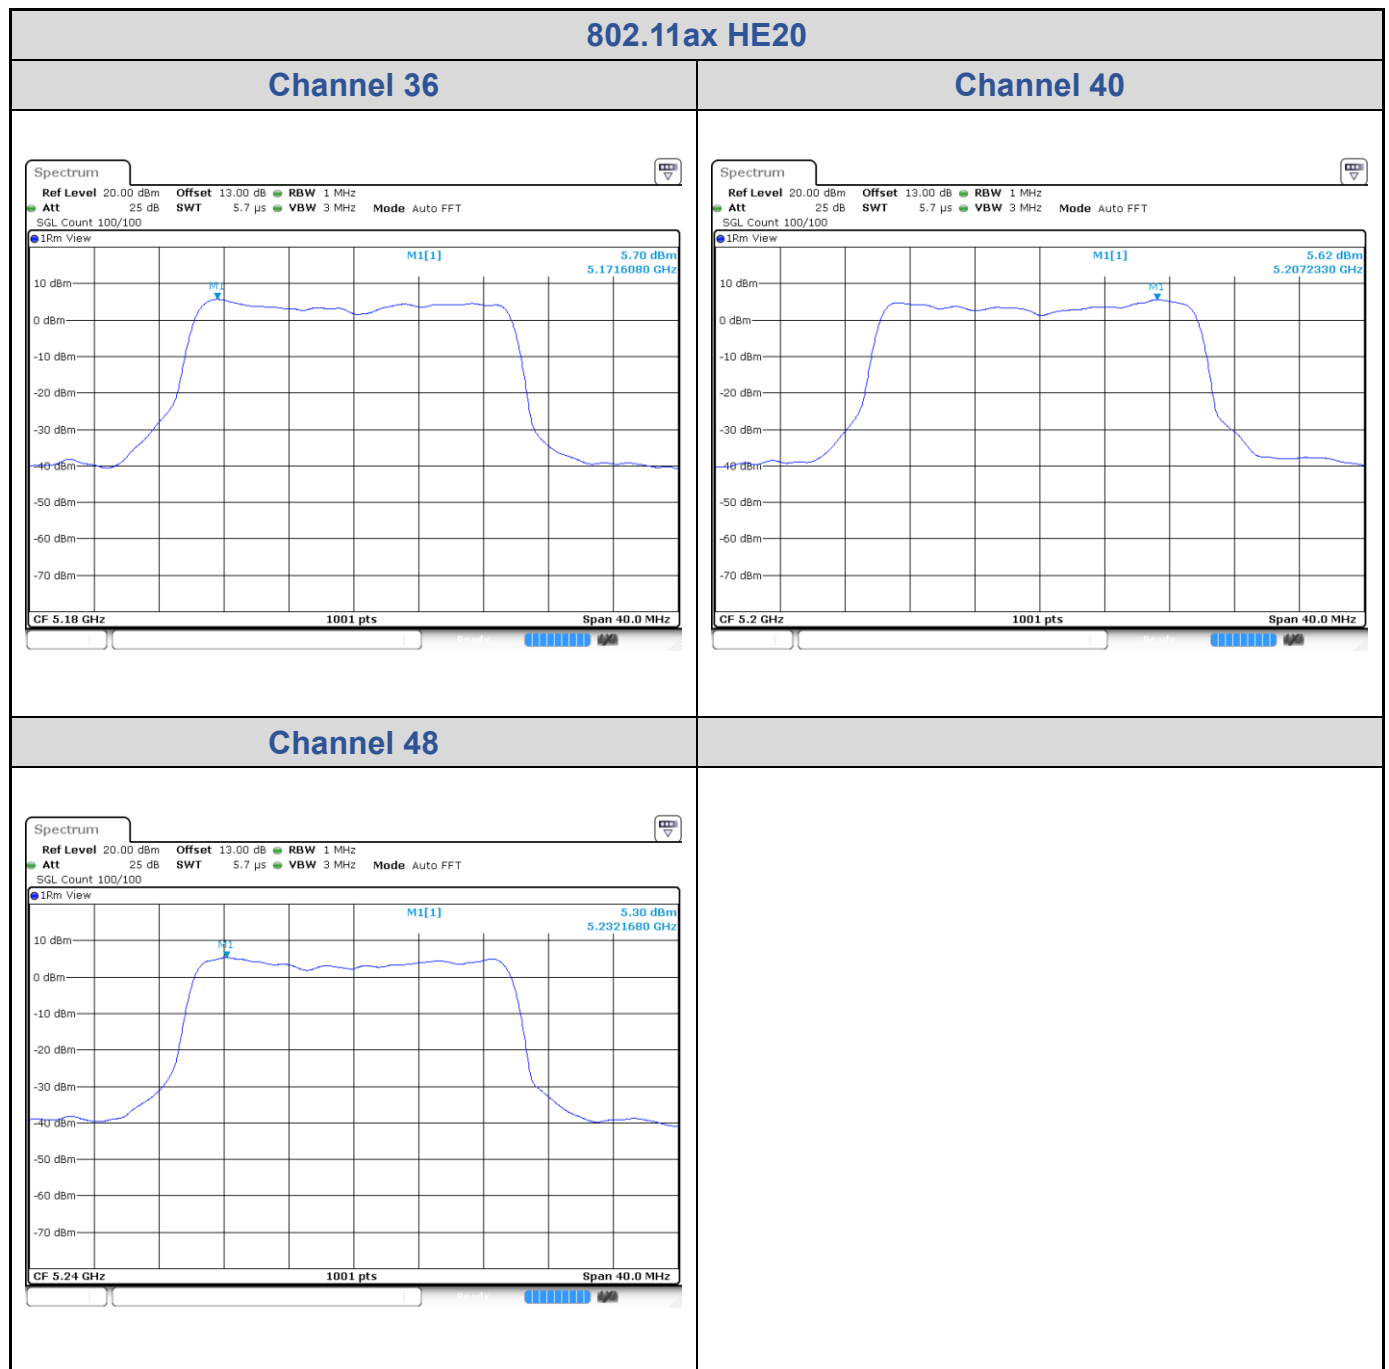 802.11ax HE20
Channel 36
Channel 40
Spectrum
Ref Level 20.00 dBm Offset 13.00 dB RBW 1 MHz
Att 25 dB SWT 5.7 µs VBW 3 MHz Mode Auto FFT
SGL Count 100/100
1Rm View
M1[1] 5.70 dBm
5.1716080 GHz
M1
10 dBm
0 dBm
-10 dBm
-20 dBm
-30 dBm
-40 dBm
-50 dBm
-60 dBm
-70 dBm
CF 5.18 GHz 1001 pts Span 40.0 MHz
Spectrum
Ref Level 20.00 dBm Offset 13.00 dB RBW 1 MHz
Att 25 dB SWT 5.7 µs VBW 3 MHz Mode Auto FFT
SGL Count 100/100
1Rm View
M1[1] 5.62 dBm
5.2072330 GHz
M1
10 dBm
0 dBm
-10 dBm
-20 dBm
-30 dBm
-40 dBm
-50 dBm
-60 dBm
-70 dBm
CF 5.2 GHz 1001 pts Span 40.0 MHz
Channel 48
Spectrum
Ref Level 20.00 dBm Offset 13.00 dB RBW 1 MHz
Att 25 dB SWT 5.7 µs VBW 3 MHz Mode Auto FFT
SGL Count 100/100
1Rm View
M1[1] 5.30 dBm
5.2321680 GHz
M1
10 dBm
0 dBm
-10 dBm
-20 dBm
-30 dBm
-40 dBm
-50 dBm
-60 dBm
-70 dBm
CF 5.24 GHz 1001 pts Span 40.0 MHz